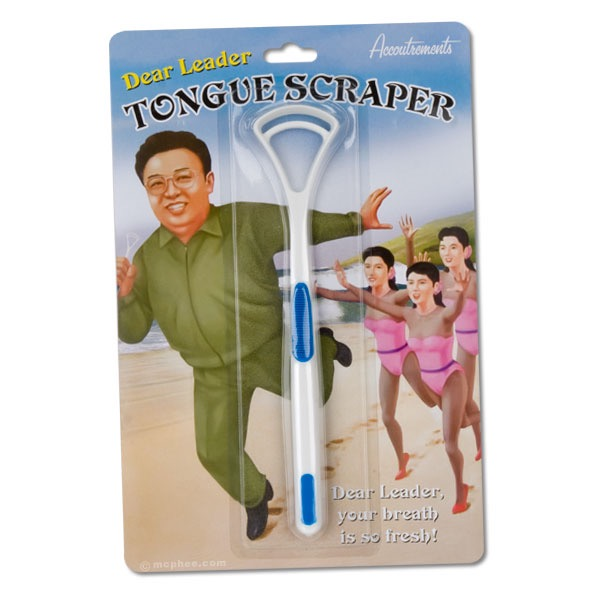 Accoutrements
Dear Leader
TONGUE SCRAPER
Dear Leader,
your breath
is so fresh!
© mcphee.com